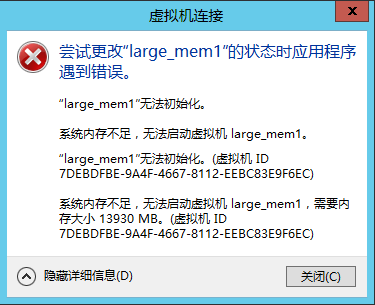 虚拟机连接
尝试更改“large_mem1”的状态时应用程序
遇到错误。
“large_mem1”无法初始化。
系统内存不足，无法启动虚拟机 large_mem1。
“large_mem1”无法初始化。(虚拟机 ID
7DEBDFBE-9A4F-4667-8112-EEBC83E9F6EC)
系统内存不足，无法启动虚拟机 large_mem1，需要内
存大小 13930 MB。(虚拟机 ID
7DEBDFBE-9A4F-4667-8112-EEBC83E9F6EC)
隐藏详细信息(D)
关闭(C)